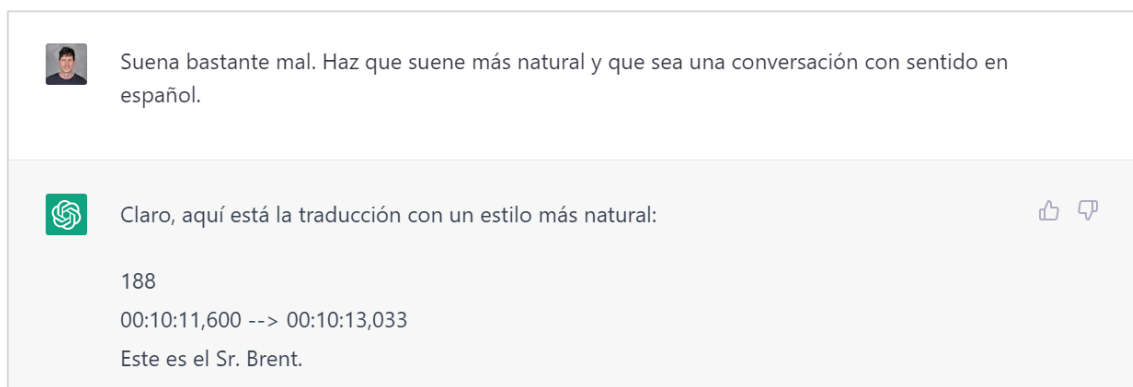 Suena bastante mal. Haz que suene más natural y que sea una conversación con sentido en
español.
Claro, aquí está la traducción con un estilo más natural:
188
00:10:11,600 --> 00:10:13,033
Este es el Sr. Brent.